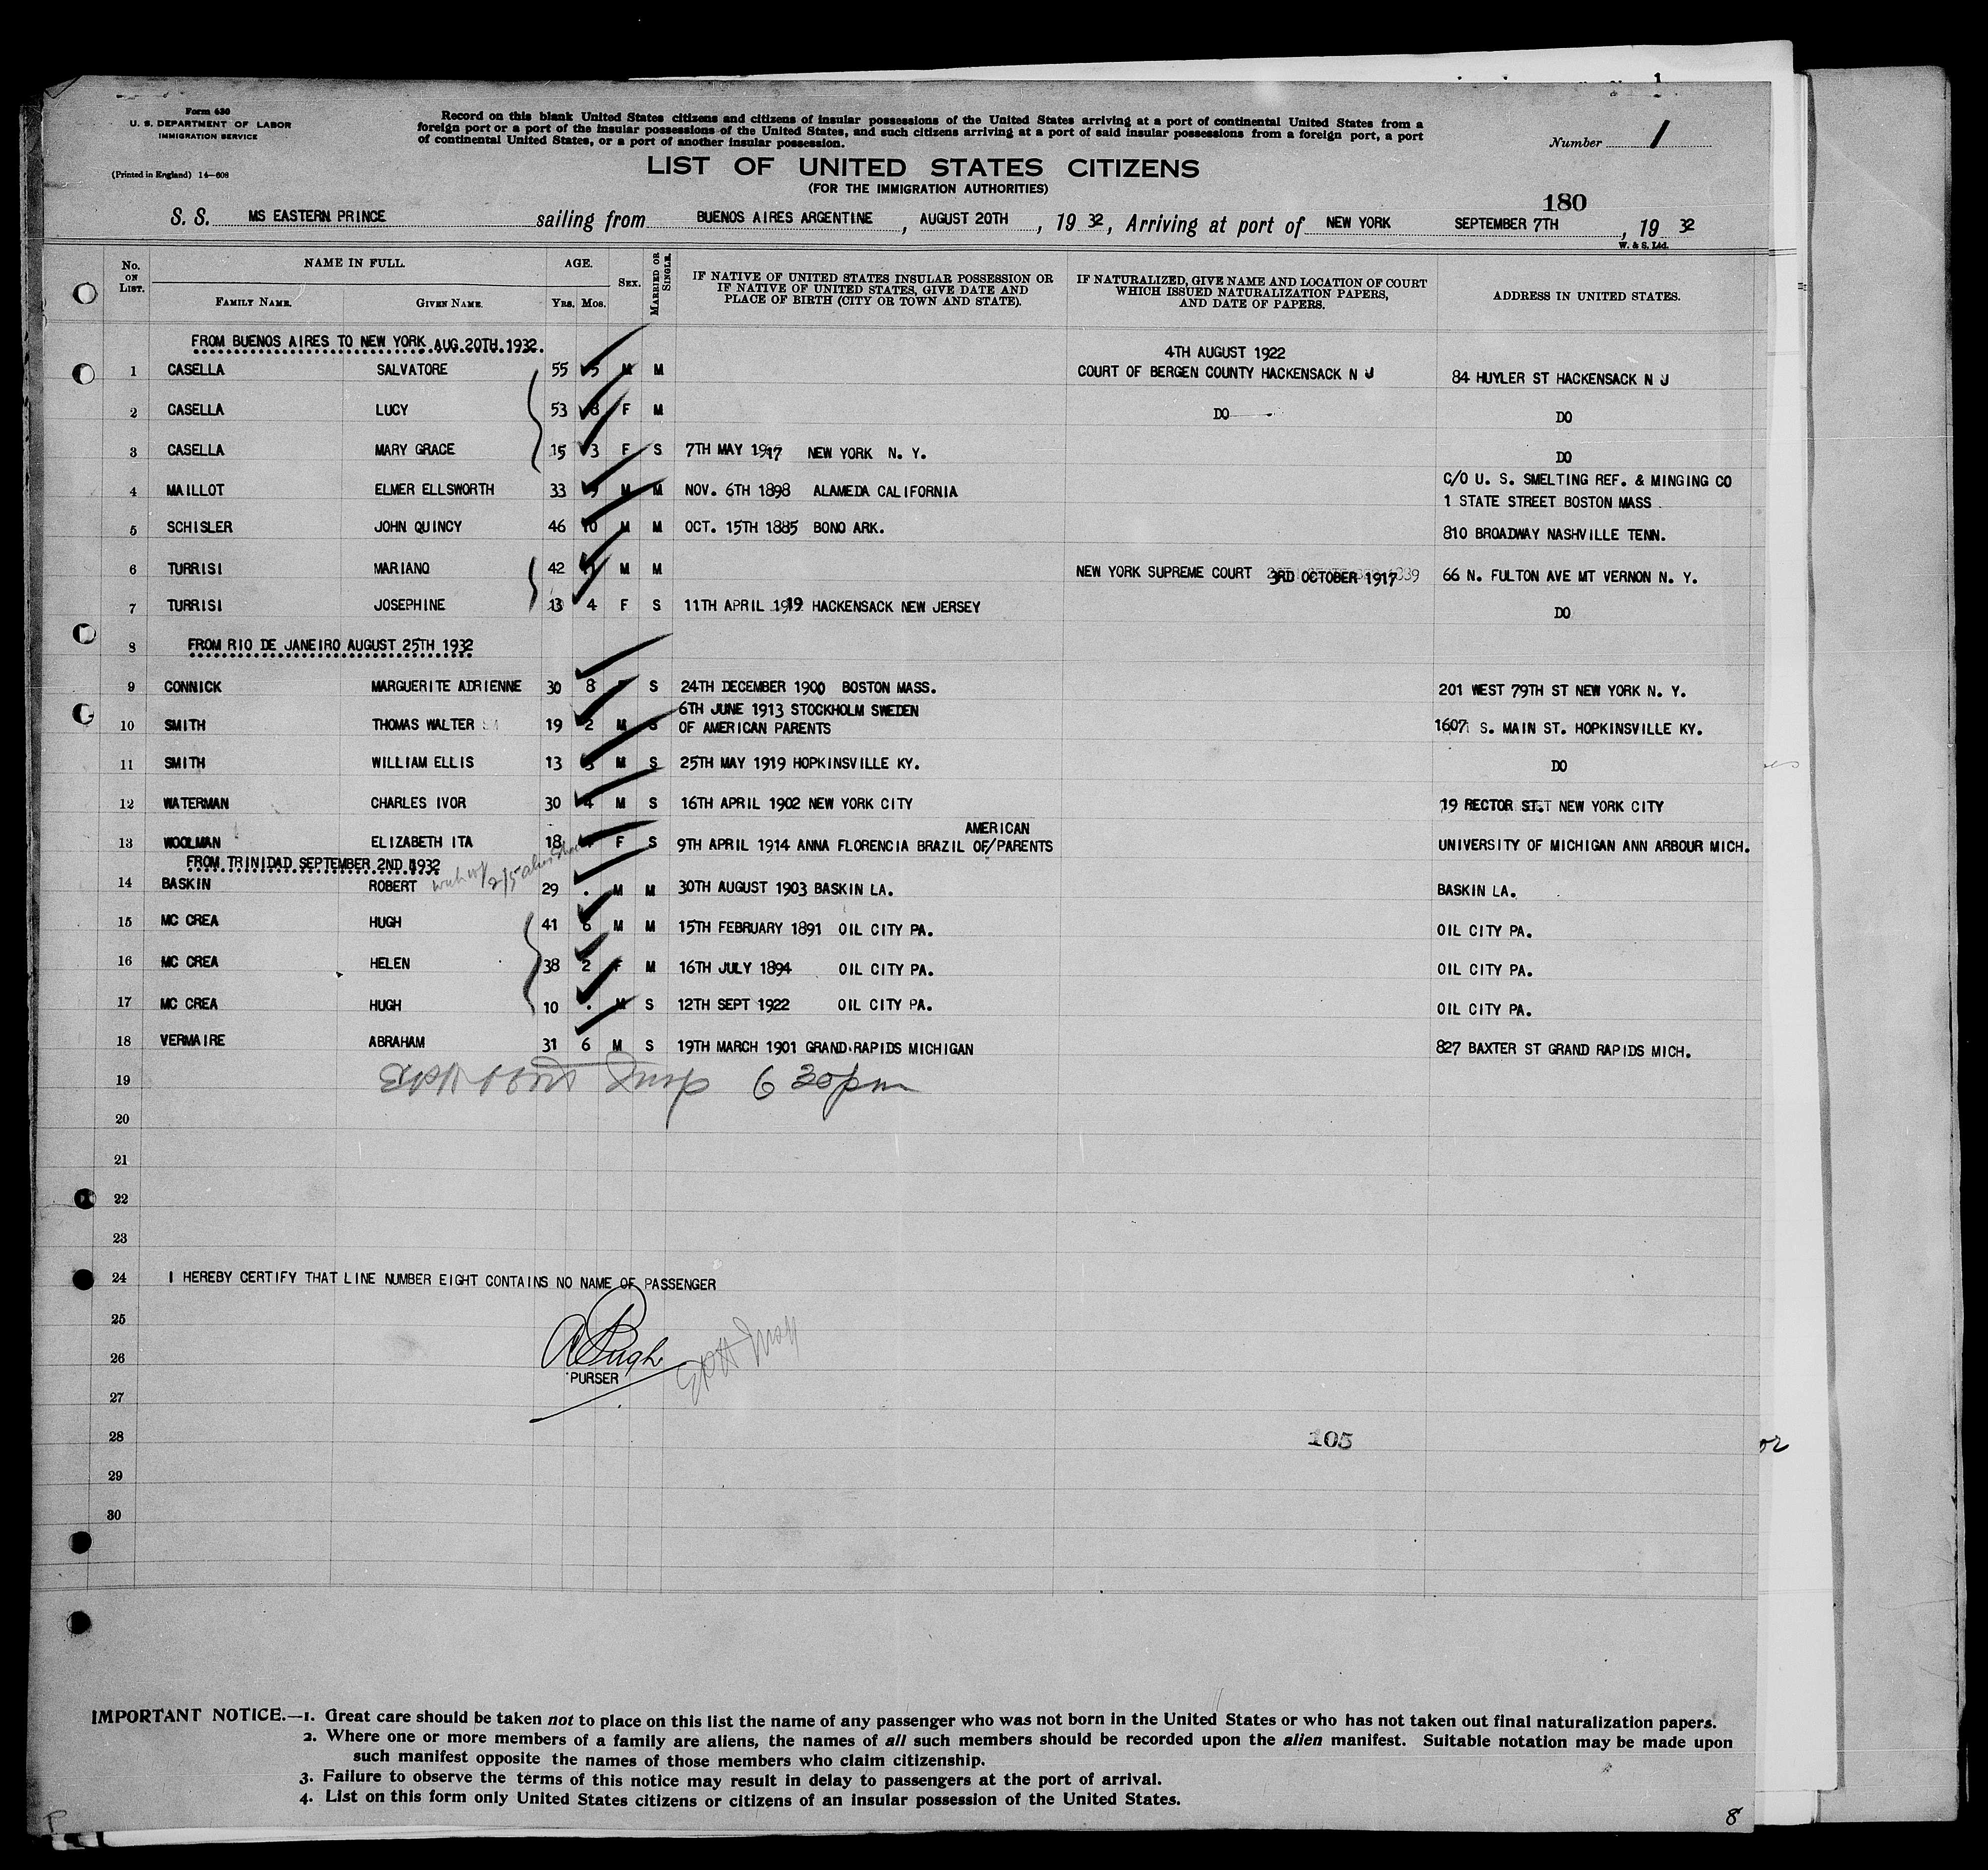 Form 630
U. S. DEPARTMENT OF LABOR
IMMIGRATION SERVICE
(Printed in England) 14—608
Record on this blank United States citizens and citizens of insular possessions of the United States arriving at a port of continental United States from a
foreign port or a port of the insular possessions of the United States, and such citizens arriving at a port of said insular possessions from a foreign port, a port
of continental United States, or a port of another insular possession.
Number 1
LIST OF UNITED STATES CITIZENS
(FOR THE IMMIGRATION AUTHORITIES)
180
S. S. MS EASTERN PRINCE sailing from BUENOS AIRES ARGENTINE, AUGUST 20TH, 19 32, Arriving at port of NEW YORK SEPTEMBER 7TH, 19 32
W. & S. Ltd.
No. ON LIST. NAME IN FULL. AGE. SEX. MARRIED OR SINGLE. IF NATIVE OF UNITED STATES INSULAR POSSESSION OR IF NATIVE OF UNITED STATES, GIVE DATE AND PLACE OF BIRTH (CITY OR TOWN AND STATE). IF NATURALIZED, GIVE NAME AND LOCATION OF COURT WHICH ISSUED NATURALIZATION PAPERS, AND DATE OF PAPERS. ADDRESS IN UNITED STATES.
FAMILY NAME. GIVEN NAME. YRS. MOS.
FROM BUENOS AIRES TO NEW YORK AUG.20TH.1932.
4TH AUGUST 1922
1 CASELLA SALVATORE 55 5 M M COURT OF BERGEN COUNTY HACKENSACK N J 84 HUYLER ST HACKENSACK N J
2 CASELLA LUCY 53 8 F M DO DO
3 CASELLA MARY GRACE 15 3 F S 7TH MAY 1917 NEW YORK N. Y. DO
C/O U. S. SMELTING REF. & MINGING CO
4 MAILLOT ELMER ELLSWORTH 33 9 M M NOV. 6TH 1898 ALAMEDA CALIFORNIA 1 STATE STREET BOSTON MASS
5 SCHISLER JOHN QUINCY 46 10 M M OCT. 15TH 1885 BONO ARK. 810 BROADWAY NASHVILLE TENN.
6 TURRISI MARIANO 42 M M NEW YORK SUPREME COURT 3RD OCTOBER 1917 66 N. FULTON AVE MT VERNON N. Y.
7 TURRISI JOSEPHINE 13 4 F S 11TH APRIL 1919 HACKENSACK NEW JERSEY DO
8 FROM RIO DE JANEIRO AUGUST 25TH 1932
9 CONNICK MARGUERITE ADRIENNE 30 8 S 24TH DECEMBER 1900 BOSTON MASS. 201 WEST 79TH ST NEW YORK N. Y.
6TH JUNE 1913 STOCKHOLM SWEDEN
10 SMITH THOMAS WALTER 19 2 M S OF AMERICAN PARENTS 1607 S. MAIN ST. HOPKINSVILLE KY.
11 SMITH WILLIAM ELLIS 13 3 M S 25TH MAY 1919 HOPKINSVILLE KY. DO
12 WATERMAN CHARLES IVOR 30 4 M S 16TH APRIL 1902 NEW YORK CITY 19 RECTOR ST. NEW YORK CITY
AMERICAN
13 WOOLMAN ELIZABETH ITA 18 F S 9TH APRIL 1914 ANNA FLORENCIA BRAZIL OF/PARENTS UNIVERSITY OF MICHIGAN ANN ARBOUR MICH.
FROM TRINIDAD SEPTEMBER 2ND 1932
14 BASKIN ROBERT 29 . M M 30TH AUGUST 1903 BASKIN LA. BASKIN LA.
15 MC CREA HUGH 41 6 M M 15TH FEBRUARY 1891 OIL CITY PA. OIL CITY PA.
16 MC CREA HELEN 38 2 F M 16TH JULY 1894 OIL CITY PA. OIL CITY PA.
17 MC CREA HUGH 10 . M S 12TH SEPT 1922 OIL CITY PA. OIL CITY PA.
18 VERMAIRE ABRAHAM 31 6 M S 19TH MARCH 1901 GRAND RAPIDS MICHIGAN 827 BAXTER ST GRAND RAPIDS MICH.
19 6 30pm
20
21
22
23
24 I HEREBY CERTIFY THAT LINE NUMBER EIGHT CONTAINS NO NAME OF PASSENGER
25
26 A Pugh
PURSER
27
28 105
29
30
IMPORTANT NOTICE.—1. Great care should be taken not to place on this list the name of any passenger who was not born in the United States or who has not taken out final naturalization papers.
2. Where one or more members of a family are aliens, the names of all such members should be recorded upon the alien manifest. Suitable notation may be made upon
such manifest opposite the names of those members who claim citizenship.
3. Failure to observe the terms of this notice may result in delay to passengers at the port of arrival.
4. List on this form only United States citizens or citizens of an insular possession of the United States.
8